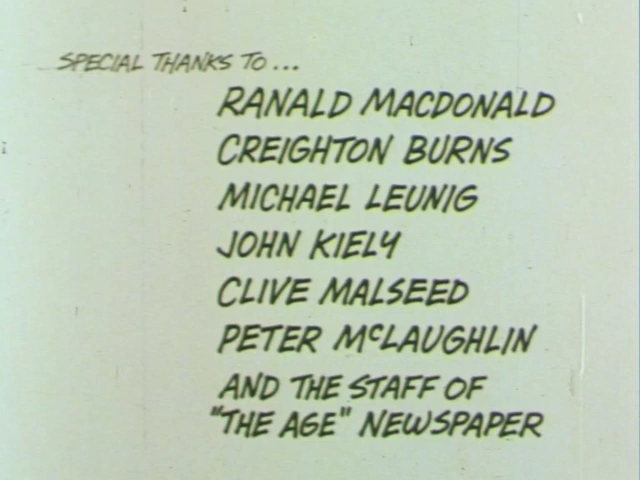 SPECIAL THANKS TO...
RANALD MACDONALD
CREIGHTON BURNS
MICHAEL LEUNIG
JOHN KIELY
CLIVE MALSEED
PETER McLAUGHLIN
AND THE STAFF OF
"THE AGE" NEWSPAPER